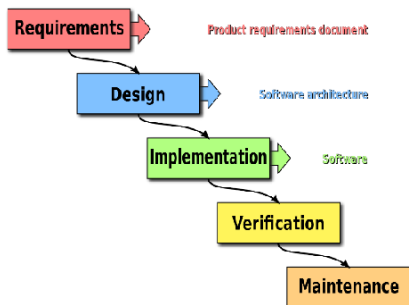 Requirements
Product requirements document
Design
Software architecture
Implementation
Software
Verification
Maintenance